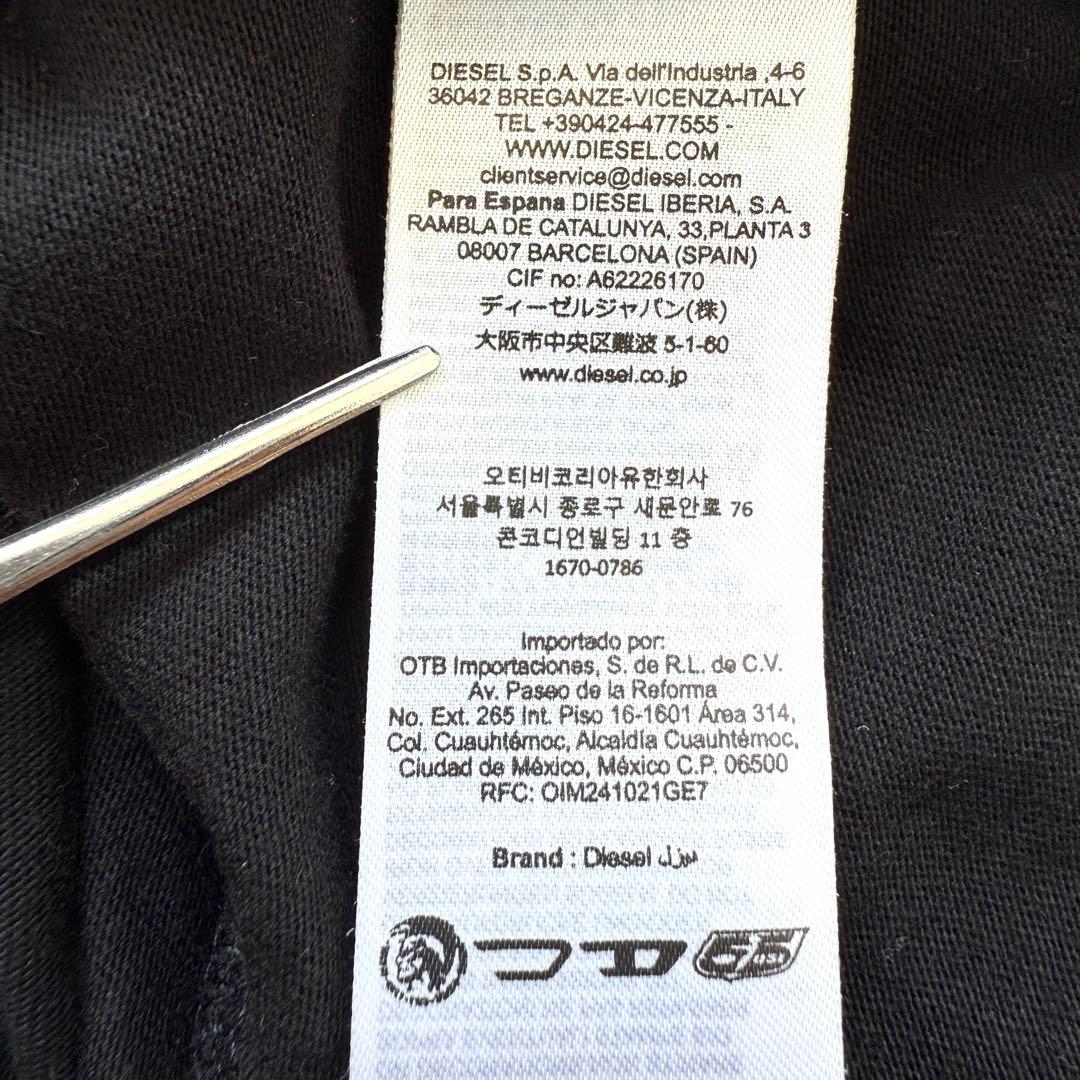 DIESEL S.p.A. Via dell'Industria ,4-6
36042 BREGANZE-VICENZA-ITALY
TEL +390424-477555 -
WWW.DIESEL.COM
clientservice@diesel.com
Para Espana DIESEL IBERIA, S.A.
RAMBLA DE CATALUNYA, 33,PLANTA 3
08007 BARCELONA (SPAIN)
CIF no: A62226170
ディーゼルジャパン(株)
大阪市中央区難波 5-1-60
www.diesel.co.jp
오티비코리아유한회사
서울특별시 종로구 새문안로 76
콘코디언빌딩 11 층
1670-0786
Importado por:
OTB Importaciones, S. de R.L. de C.V.
Av. Paseo de la Reforma
No. Ext. 265 Int. Piso 16-1601 Área 314,
Col. Cuauhtémoc, Alcaldía Cuauhtémoc,
Ciudad de México, México C.P. 06500
RFC: OIM241021GE7
Brand : Diesel